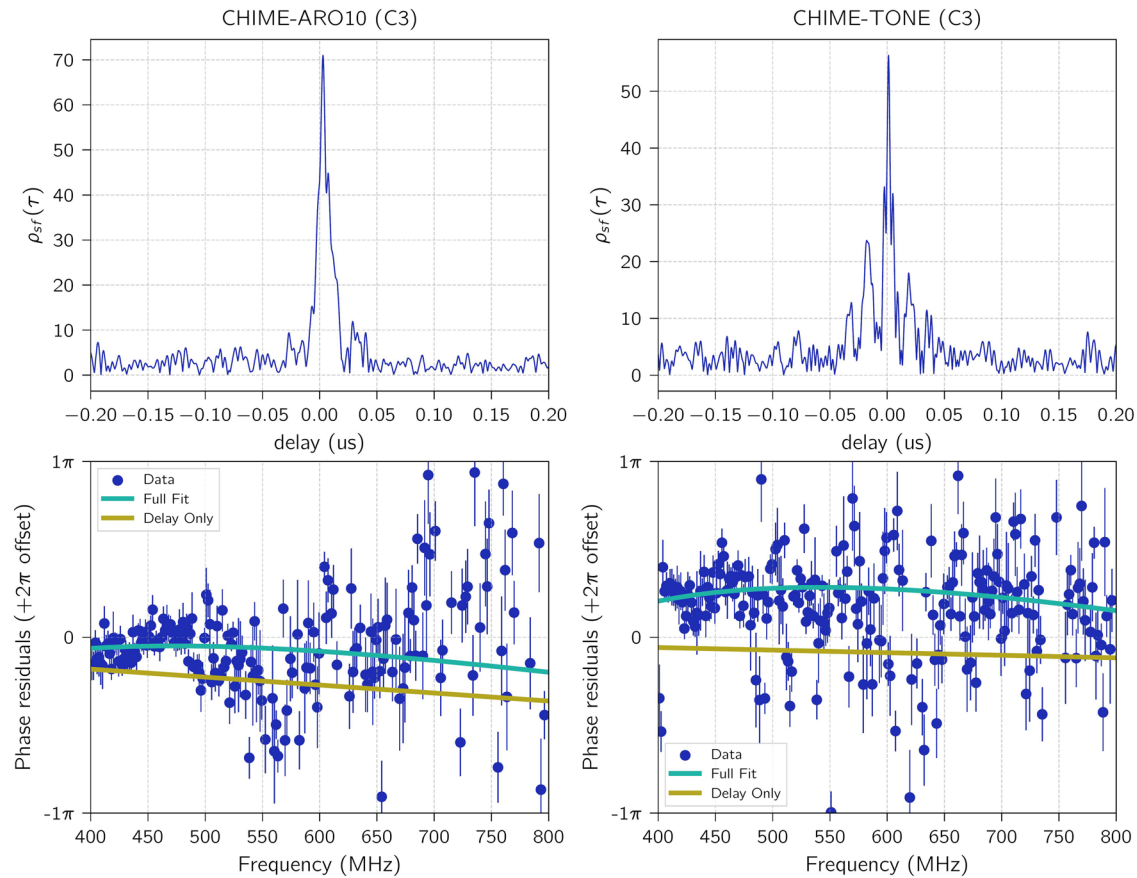 CHIME-ARO10 (C3)
70
60
50
40
30
20
10
0
ρsf(τ)
−0.20 −0.15 −0.10 −0.05 0.00 0.05 0.10 0.15 0.20
delay (us)
CHIME-TONE (C3)
50
40
30
20
10
0
ρsf(τ)
−0.20 −0.15 −0.10 −0.05 0.00 0.05 0.10 0.15 0.20
delay (us)
1π
0
-1π
Phase residuals (+2π offset)
Data
Full Fit
Delay Only
400 450 500 550 600 650 700 750 800
Frequency (MHz)
1π
0
-1π
Phase residuals (+2π offset)
Data
Full Fit
Delay Only
400 450 500 550 600 650 700 750 800
Frequency (MHz)